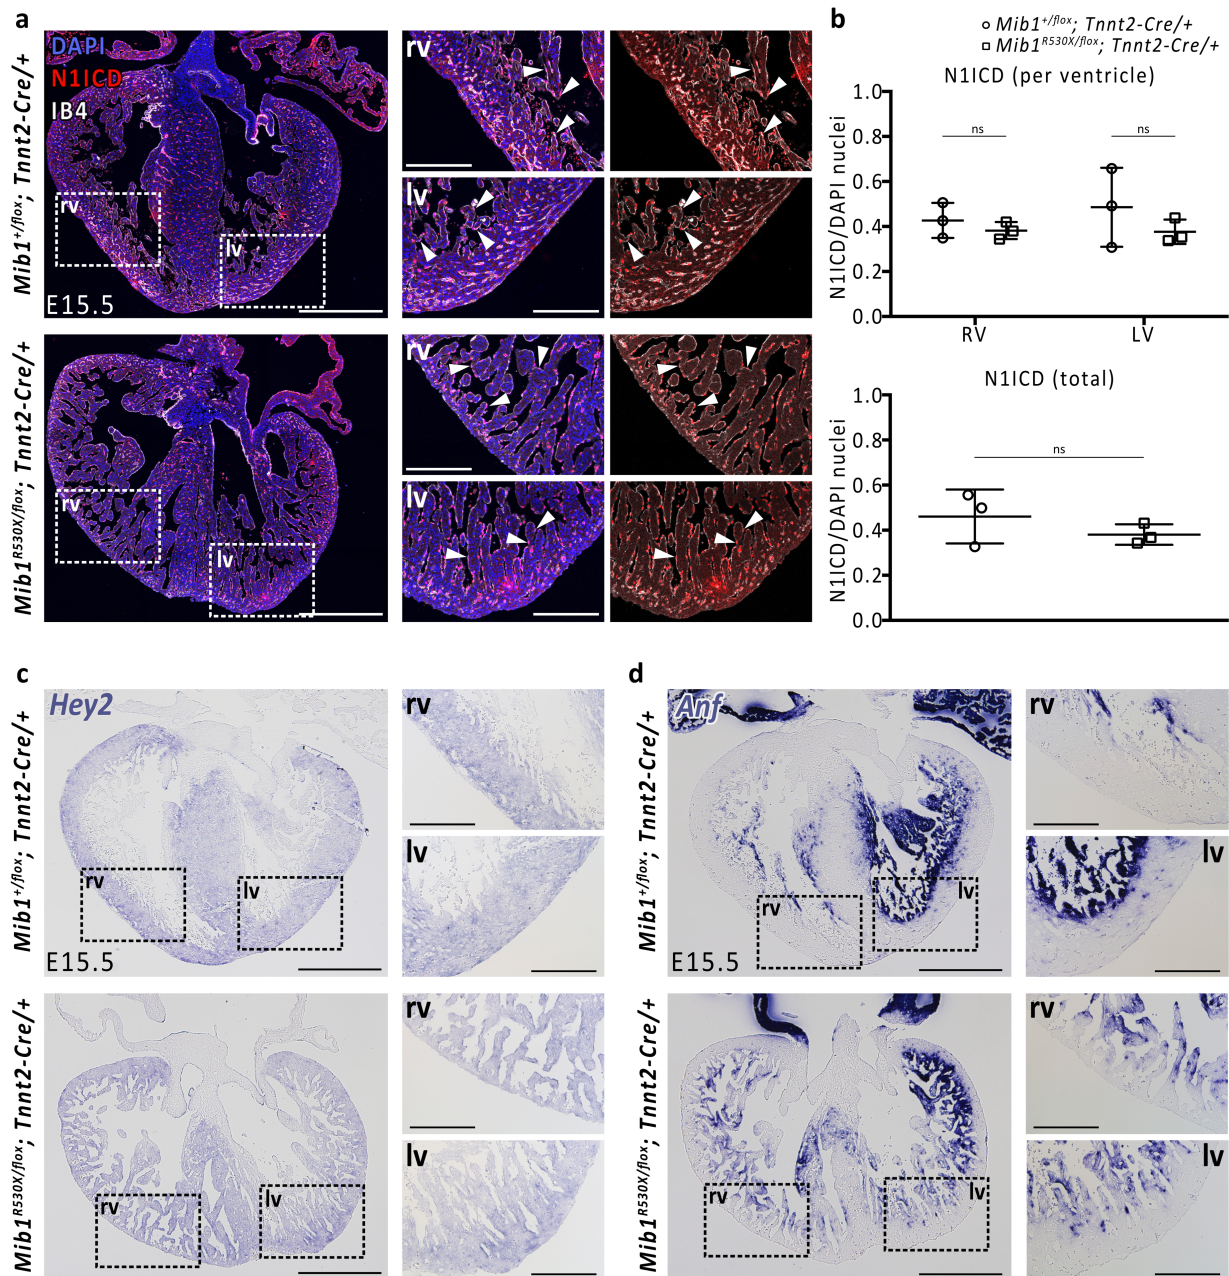 a
DAPI
N1ICD
IB4
rv
lv
E15.5
Mib1+/flox; Tnnt2-Cre/+
rv
lv
rv
lv
Mib1R530X/flox; Tnnt2-Cre/+
rv
lv
b
Mib1+/flox; Tnnt2-Cre/+
Mib1R530X/flox; Tnnt2-Cre/+
N1ICD (per ventricle)
N1ICD/DAPI nuclei
1.0
0.8
0.6
0.4
0.2
0.0
ns
ns
RV
LV
N1ICD (total)
N1ICD/DAPI nuclei
1.0
0.8
0.6
0.4
0.2
0.0
ns
c
Hey2
rv
lv
E15.5
Mib1+/flox; Tnnt2-Cre/+
rv
lv
rv
lv
Mib1R530X/flox; Tnnt2-Cre/+
rv
lv
d
Anf
rv
lv
E15.5
Mib1+/flox; Tnnt2-Cre/+
rv
lv
rv
lv
Mib1R530X/flox; Tnnt2-Cre/+
rv
lv